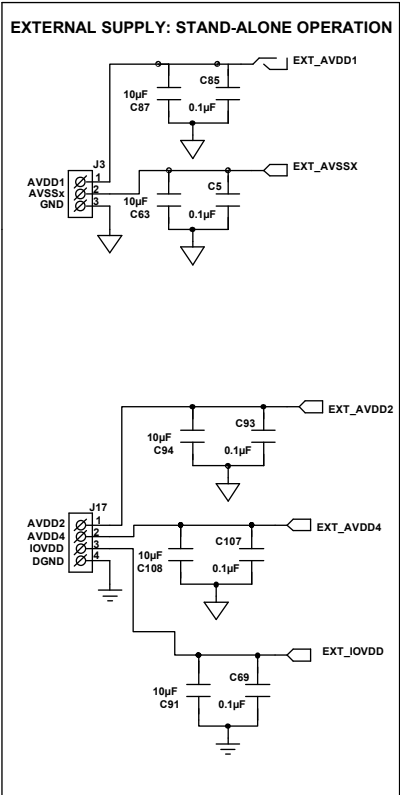 EXTERNAL SUPPLY: STAND-ALONE OPERATION
EXT_AVDD1
C85
10µF
C87
0.1µF
J3
AVDD1 1
AVSSx 2
GND 3
EXT_AVSSX
C5
10µF
C63
0.1µF
EXT_AVDD2
C93
10µF
C94
0.1µF
J17
AVDD2 1
AVDD4 2
IOVDD 3
DGND 4
EXT_AVDD4
C107
10µF
C108
0.1µF
EXT_IOVDD
C69
10µF
C91
0.1µF